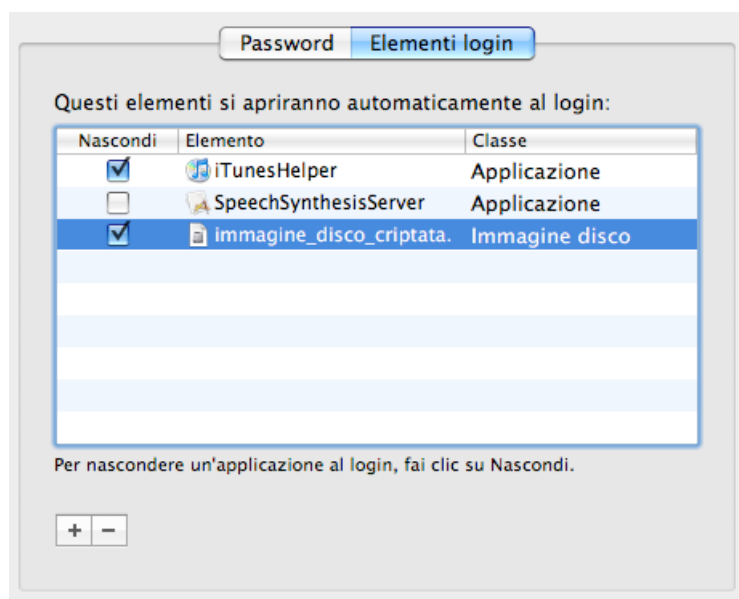 Password Elementi login
Questi elementi si apriranno automaticamente al login:
Nascondi Elemento Classe
iTunesHelper Applicazione
SpeechSynthesisServer Applicazione
immagine_disco_criptata. Immagine disco
Per nascondere un'applicazione al login, fai clic su Nascondi.
+ −